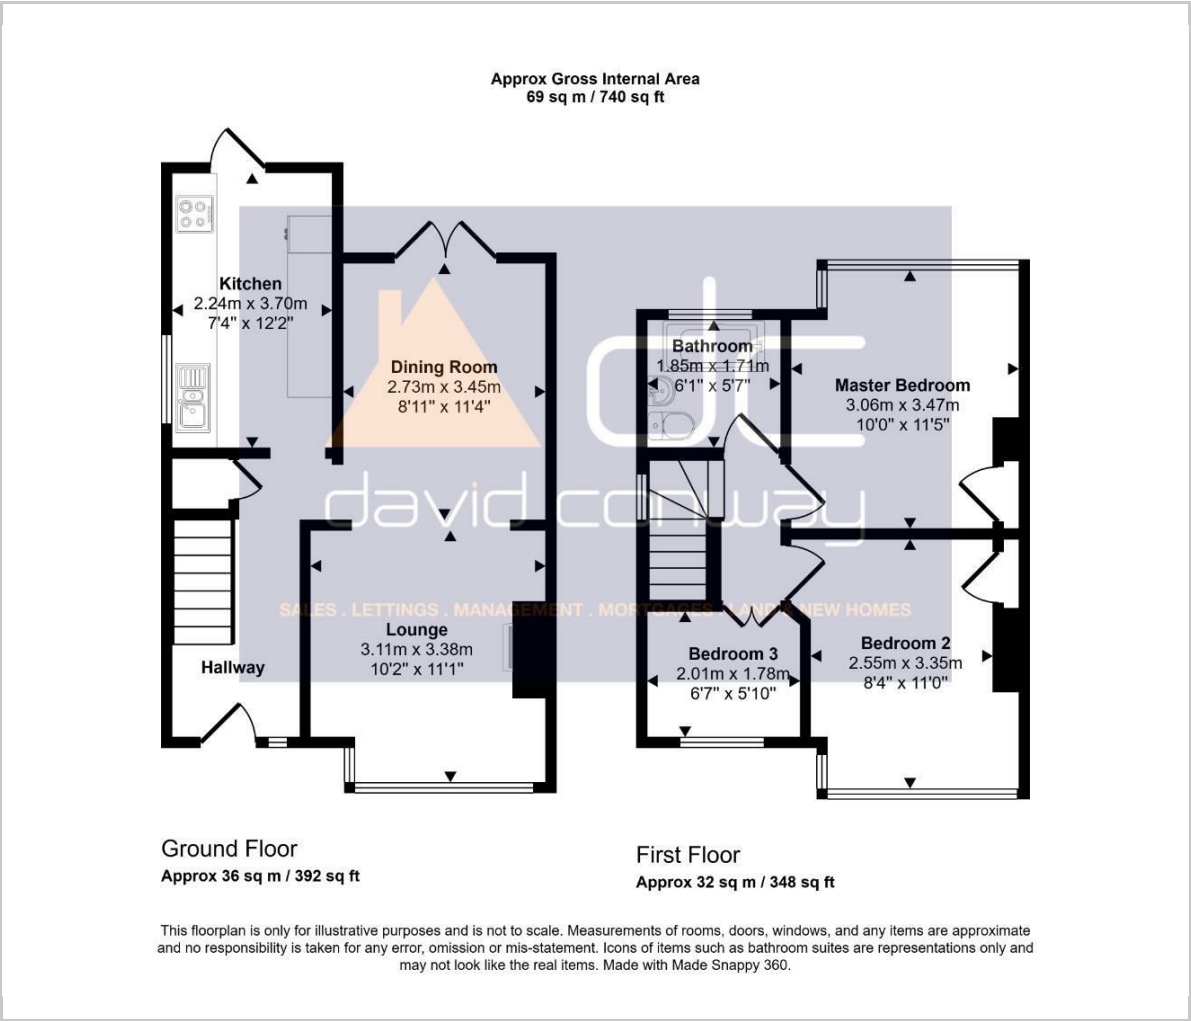 Approx Gross Internal Area
69 sq m / 740 sq ft
Kitchen
2.24m x 3.70m
7'4" x 12'2"
Dining Room
2.73m x 3.45m
8'11" x 11'4"
Lounge
3.11m x 3.38m
10'2" x 11'1"
Hallway
Bathroom
1.85m x 1.71m
6'1" x 5'7"
Master Bedroom
3.06m x 3.47m
10'0" x 11'5"
Bedroom 3
2.01m x 1.78m
6'7" x 5'10"
Bedroom 2
2.55m x 3.35m
8'4" x 11'0"
dc
david conway
SALES . LETTINGS . MANAGEMENT . MORTGAGES . LAND & NEW HOMES
Ground Floor
Approx 36 sq m / 392 sq ft
First Floor
Approx 32 sq m / 348 sq ft
This floorplan is only for illustrative purposes and is not to scale. Measurements of rooms, doors, windows, and any items are approximate
and no responsibility is taken for any error, omission or mis-statement. Icons of items such as bathroom suites are representations only and
may not look like the real items. Made with Made Snappy 360.